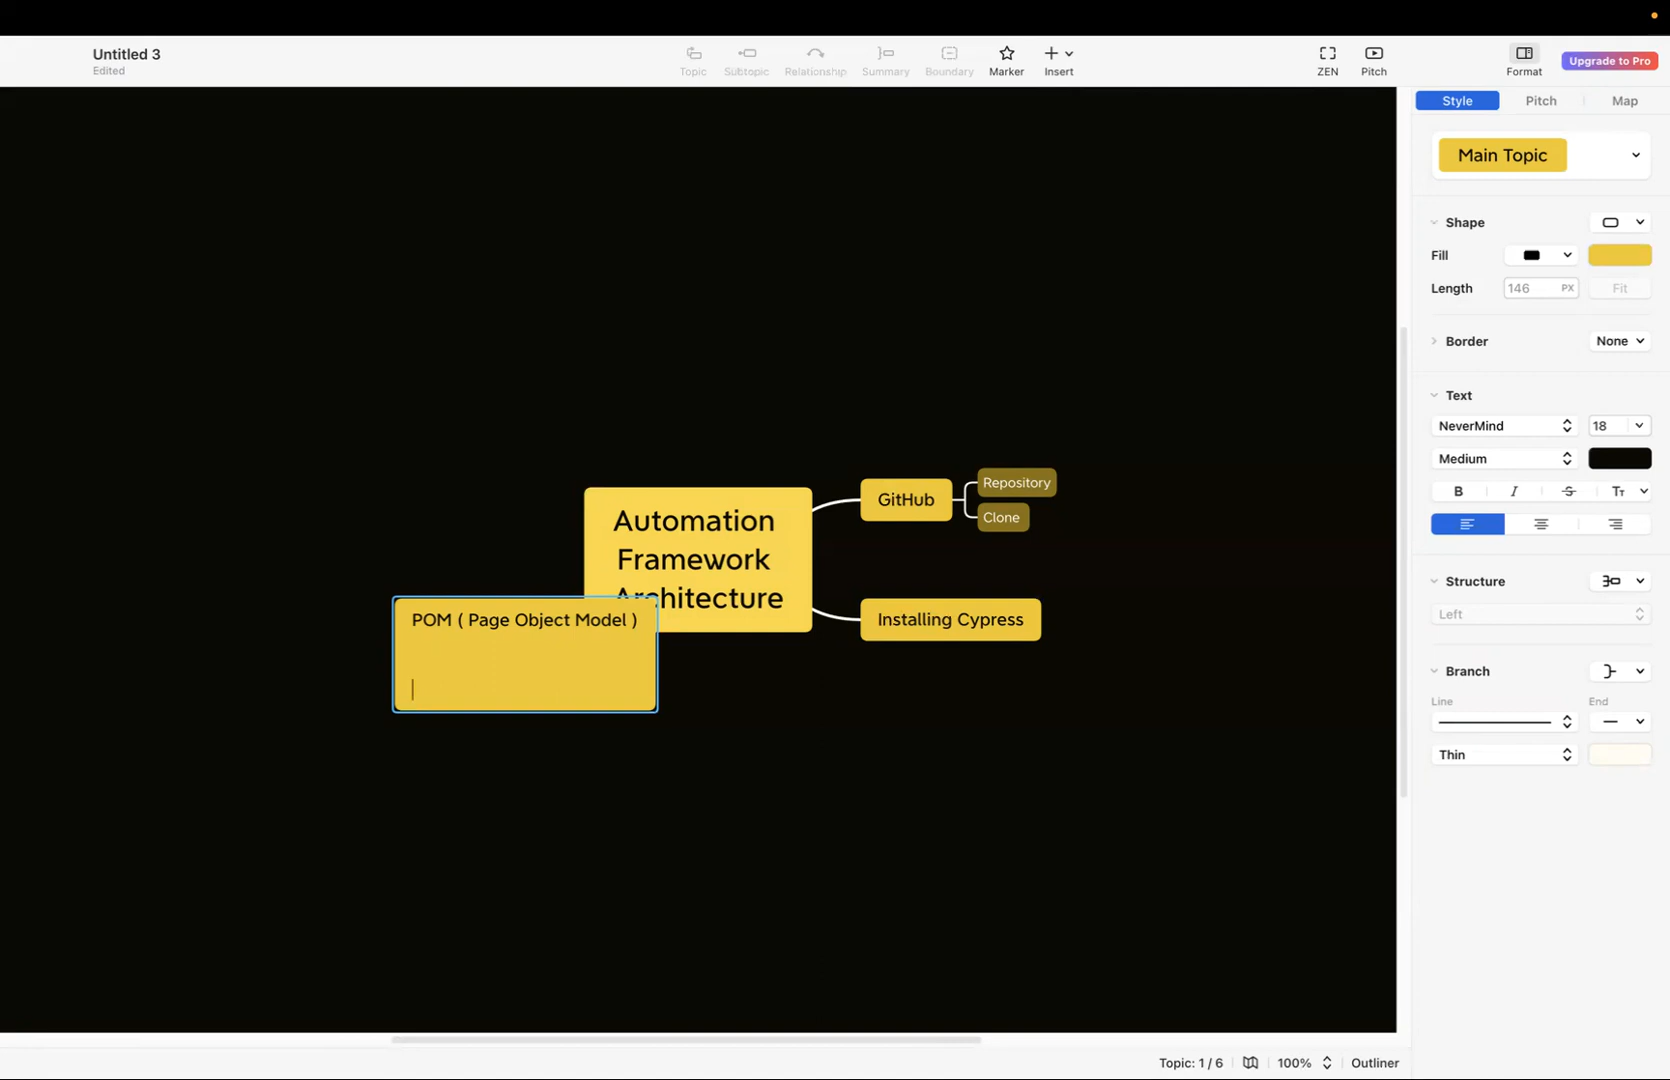 Untitled 3
Edited
Topic
Subtopic
Relationship
Summary
Boundary
Marker
Insert
ZEN
Pitch
Format
Upgrade to Pro
Style
Pitch
Map
Main Topic
Shape
Fill
Length
146
PX
Fit
Border
None
Text
NeverMind
18
Medium
B
I
S
Tт
Structure
Left
Branch
Line
End
Thin
Automation
Framework
Architecture
GitHub
Repository
Clone
Installing Cypress
POM ( Page Object Model )
Topic: 1 / 6
100%
Outliner